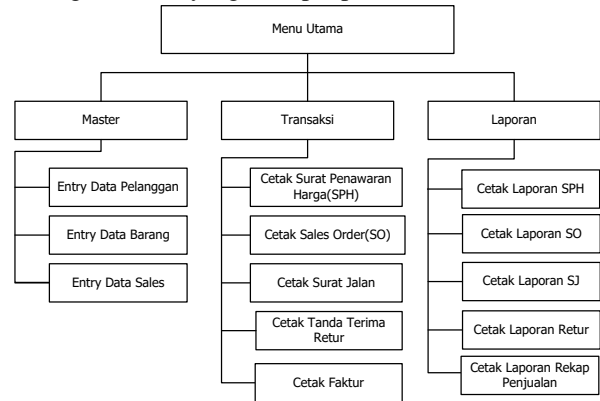 Menu Utama
Master
Transaksi
Laporan
Entry Data Pelanggan
Entry Data Barang
Entry Data Sales
Cetak Surat Penawaran
Harga(SPH)
Cetak Sales Order(SO)
Cetak Surat Jalan
Cetak Tanda Terima
Retur
Cetak Faktur
Cetak Laporan SPH
Cetak Laporan SO
Cetak Laporan SJ
Cetak Laporan Retur
Cetak Laporan Rekap
Penjualan